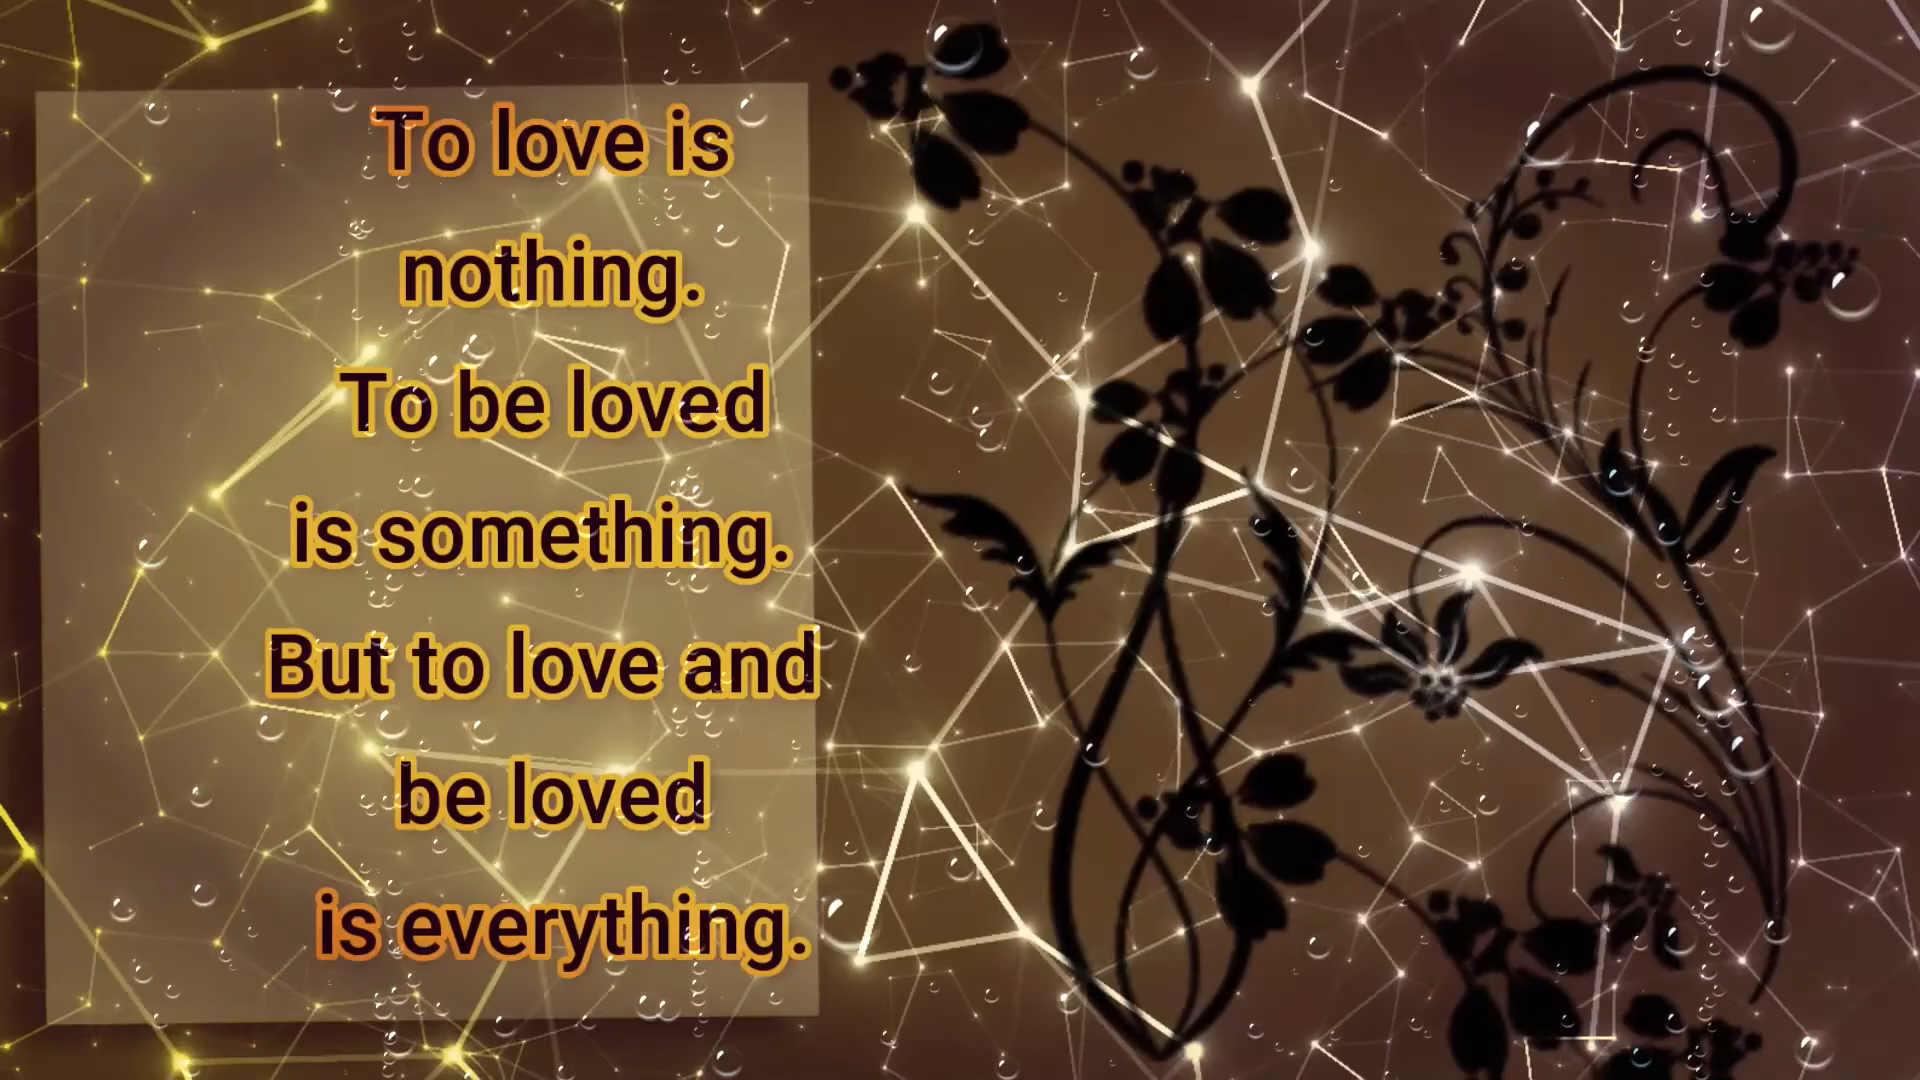 To love is
nothing.
To be loved
is something.
But to love and
be loved
is everything.